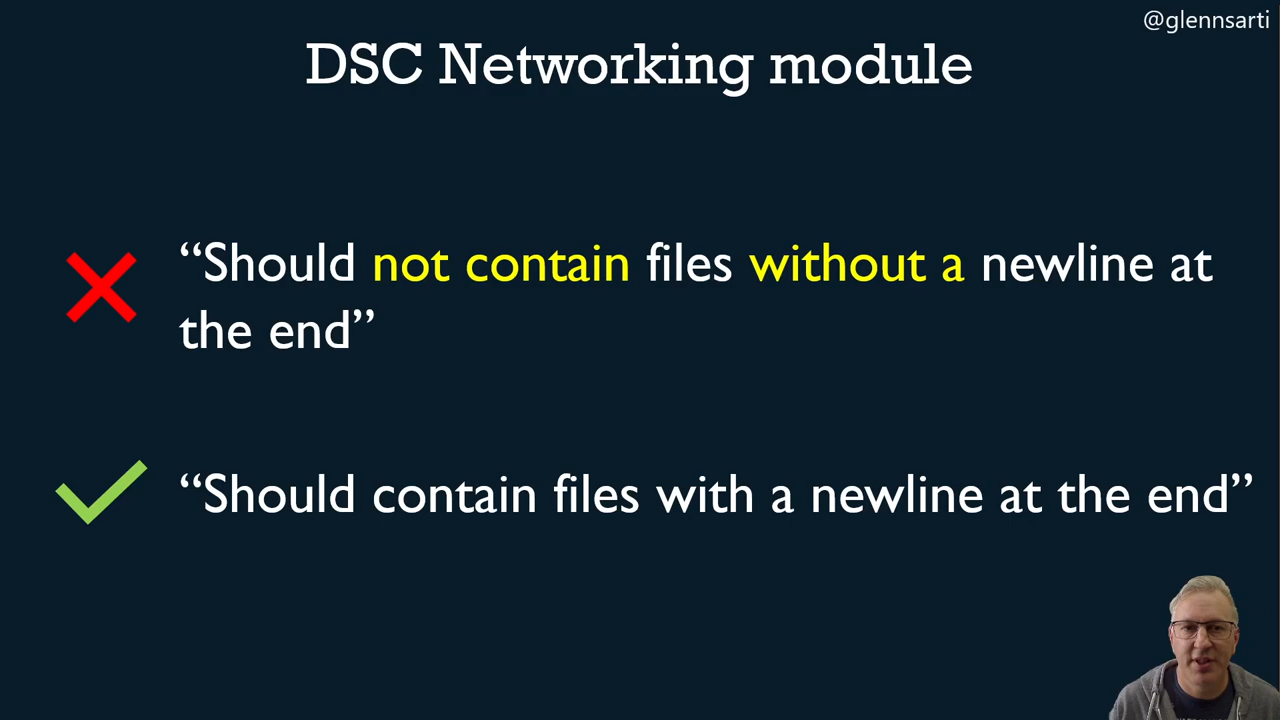 @glennsarti
DSC Networking module
“Should not contain files without a newline at
the end”
“Should contain files with a newline at the end”